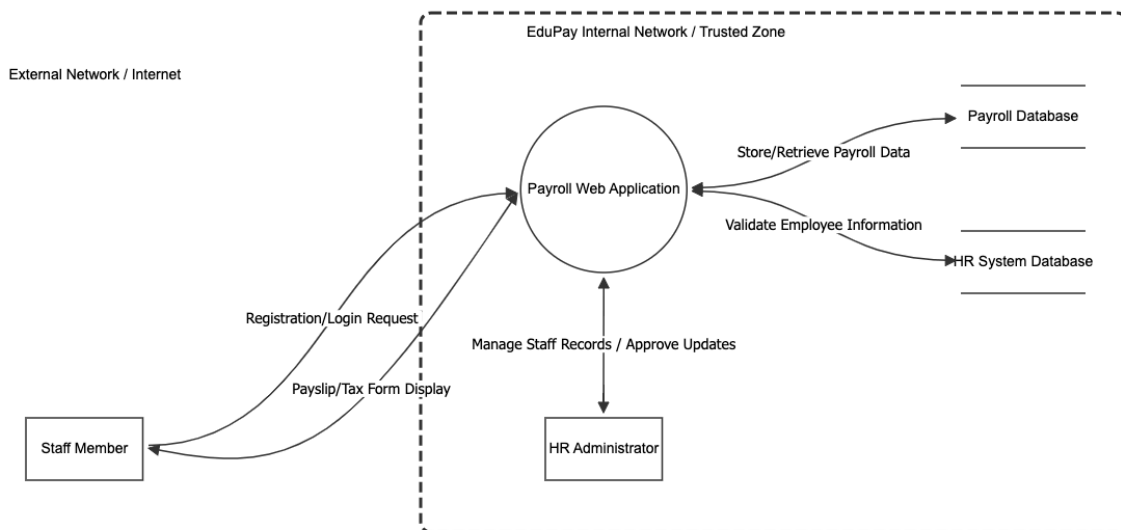 EduPay Internal Network / Trusted Zone
External Network / Internet
Payroll Database
Store/Retrieve Payroll Data
Payroll Web Application
Validate Employee Information
HR System Database
Registration/Login Request
Manage Staff Records / Approve Updates
Payslip/Tax Form Display
Staff Member
HR Administrator